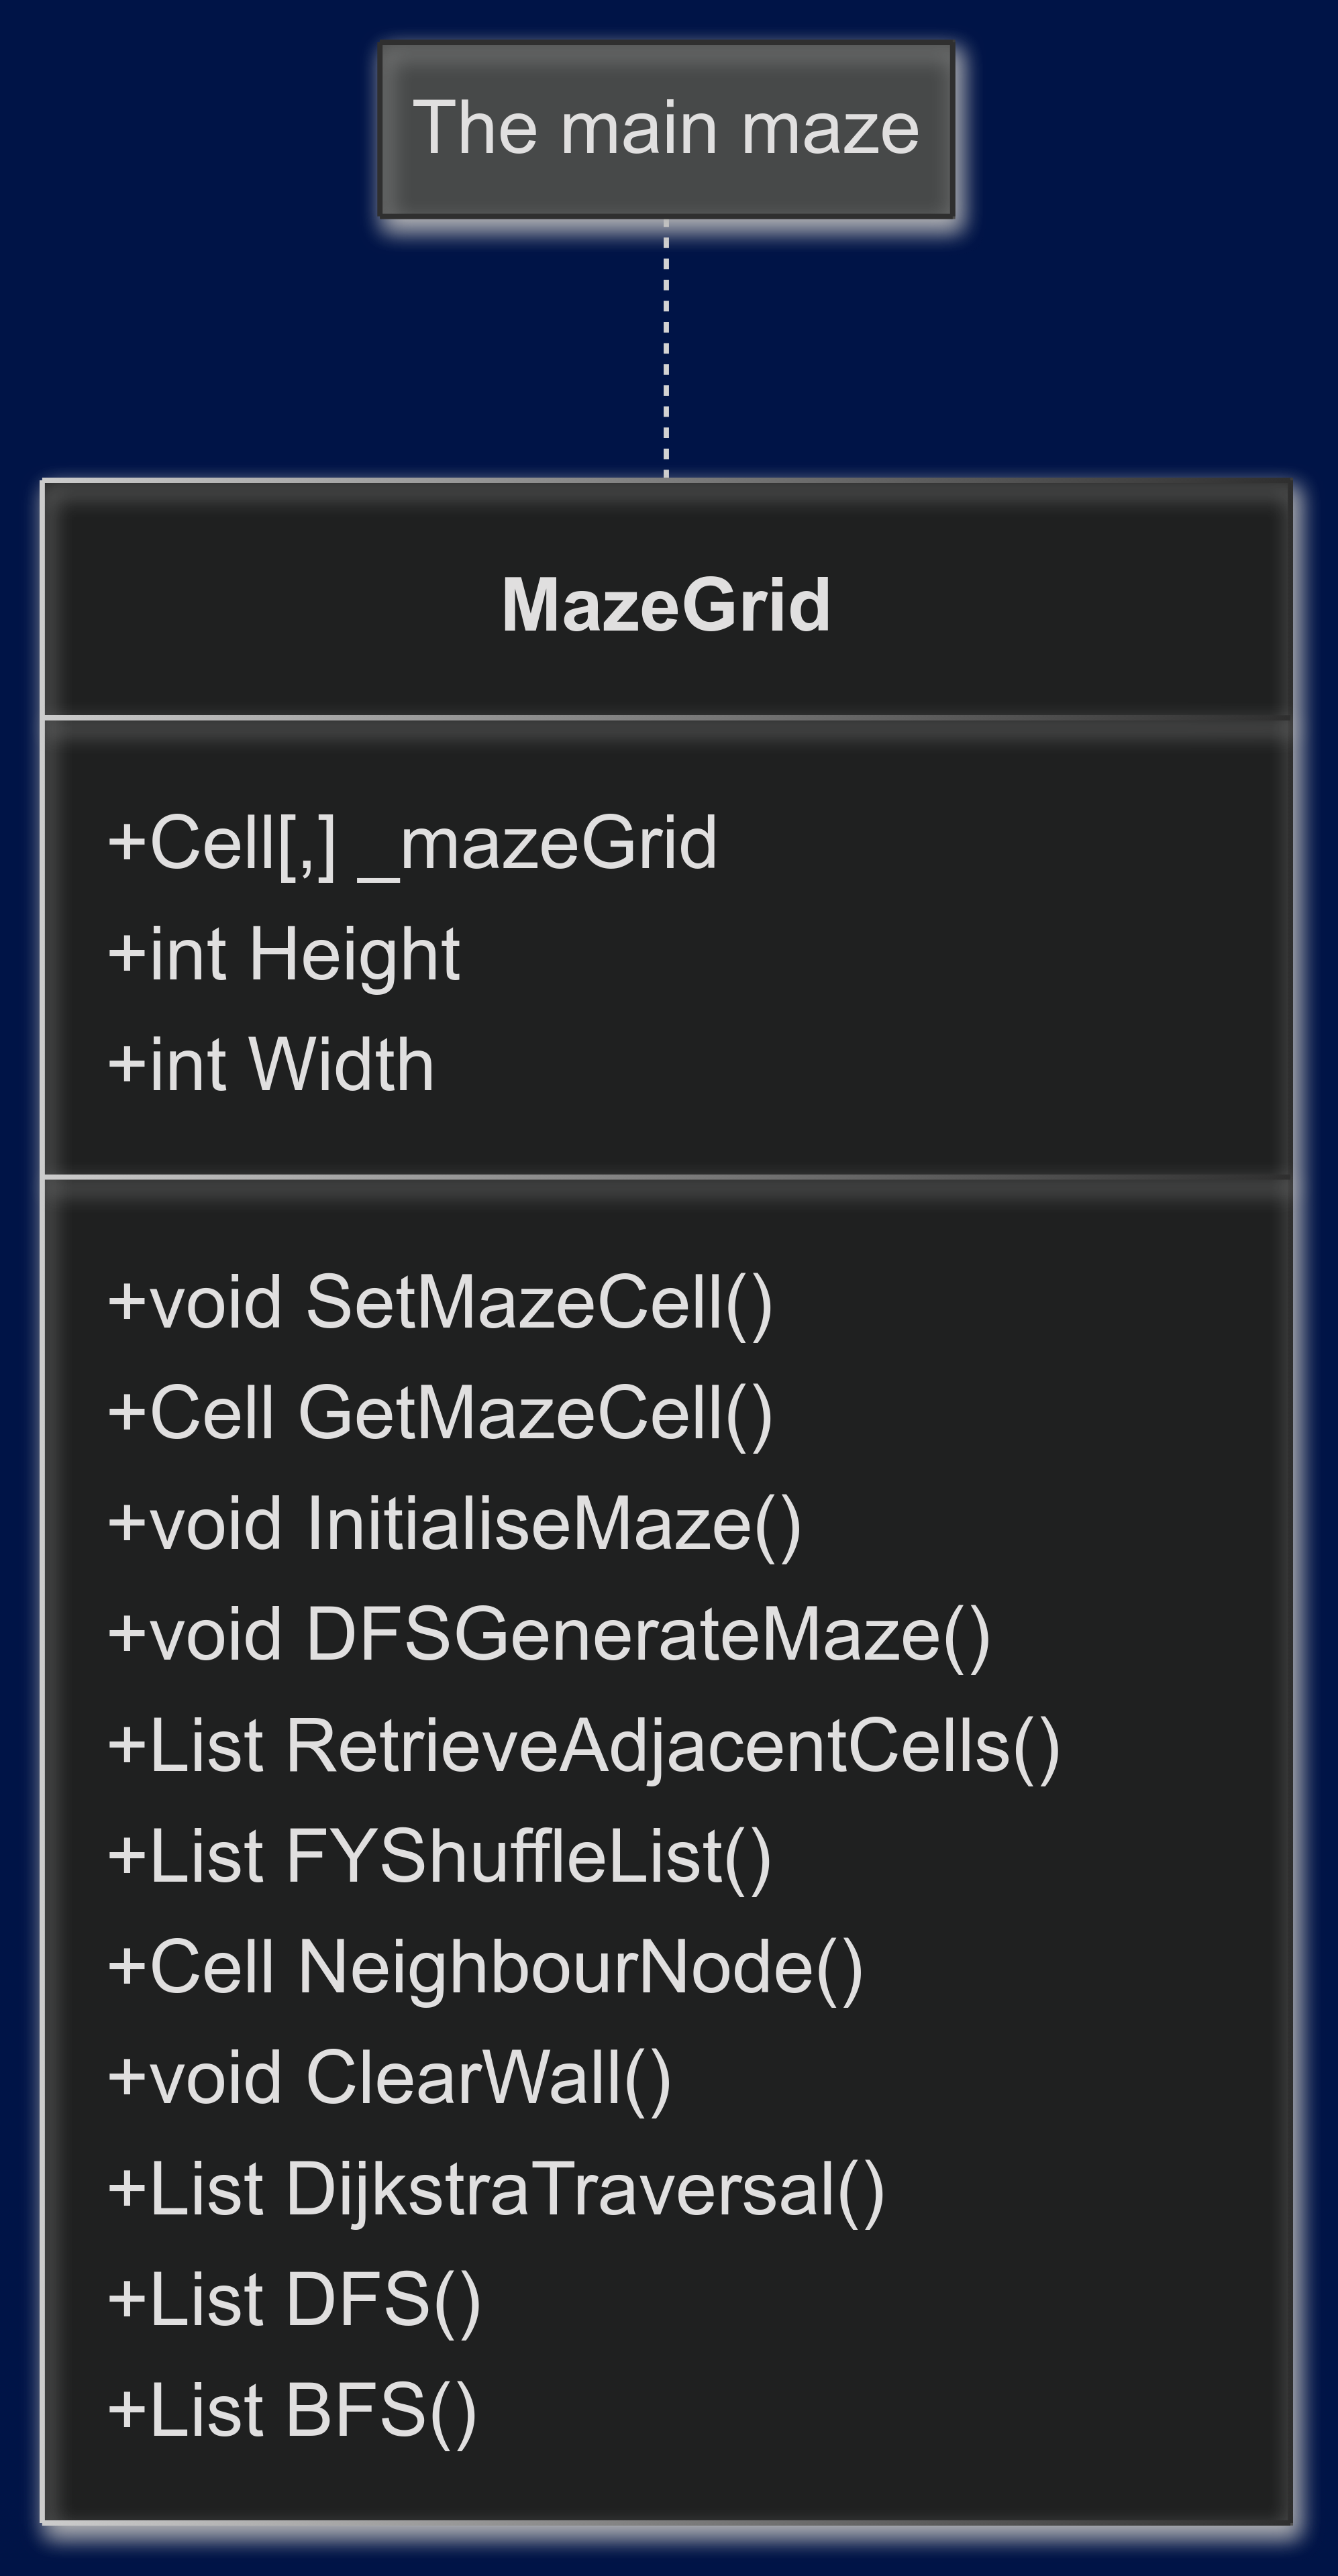 The main maze
MazeGrid
+Cell[,] _mazeGrid
+int Height
+int Width
+void SetMazeCell()
+Cell GetMazeCell()
+void InitialiseMaze()
+void DFSGenerateMaze()
+List RetrieveAdjacentCells()
+List FYShuffleList()
+Cell NeighbourNode()
+void ClearWall()
+List DijkstraTraversal()
+List DFS()
+List BFS()